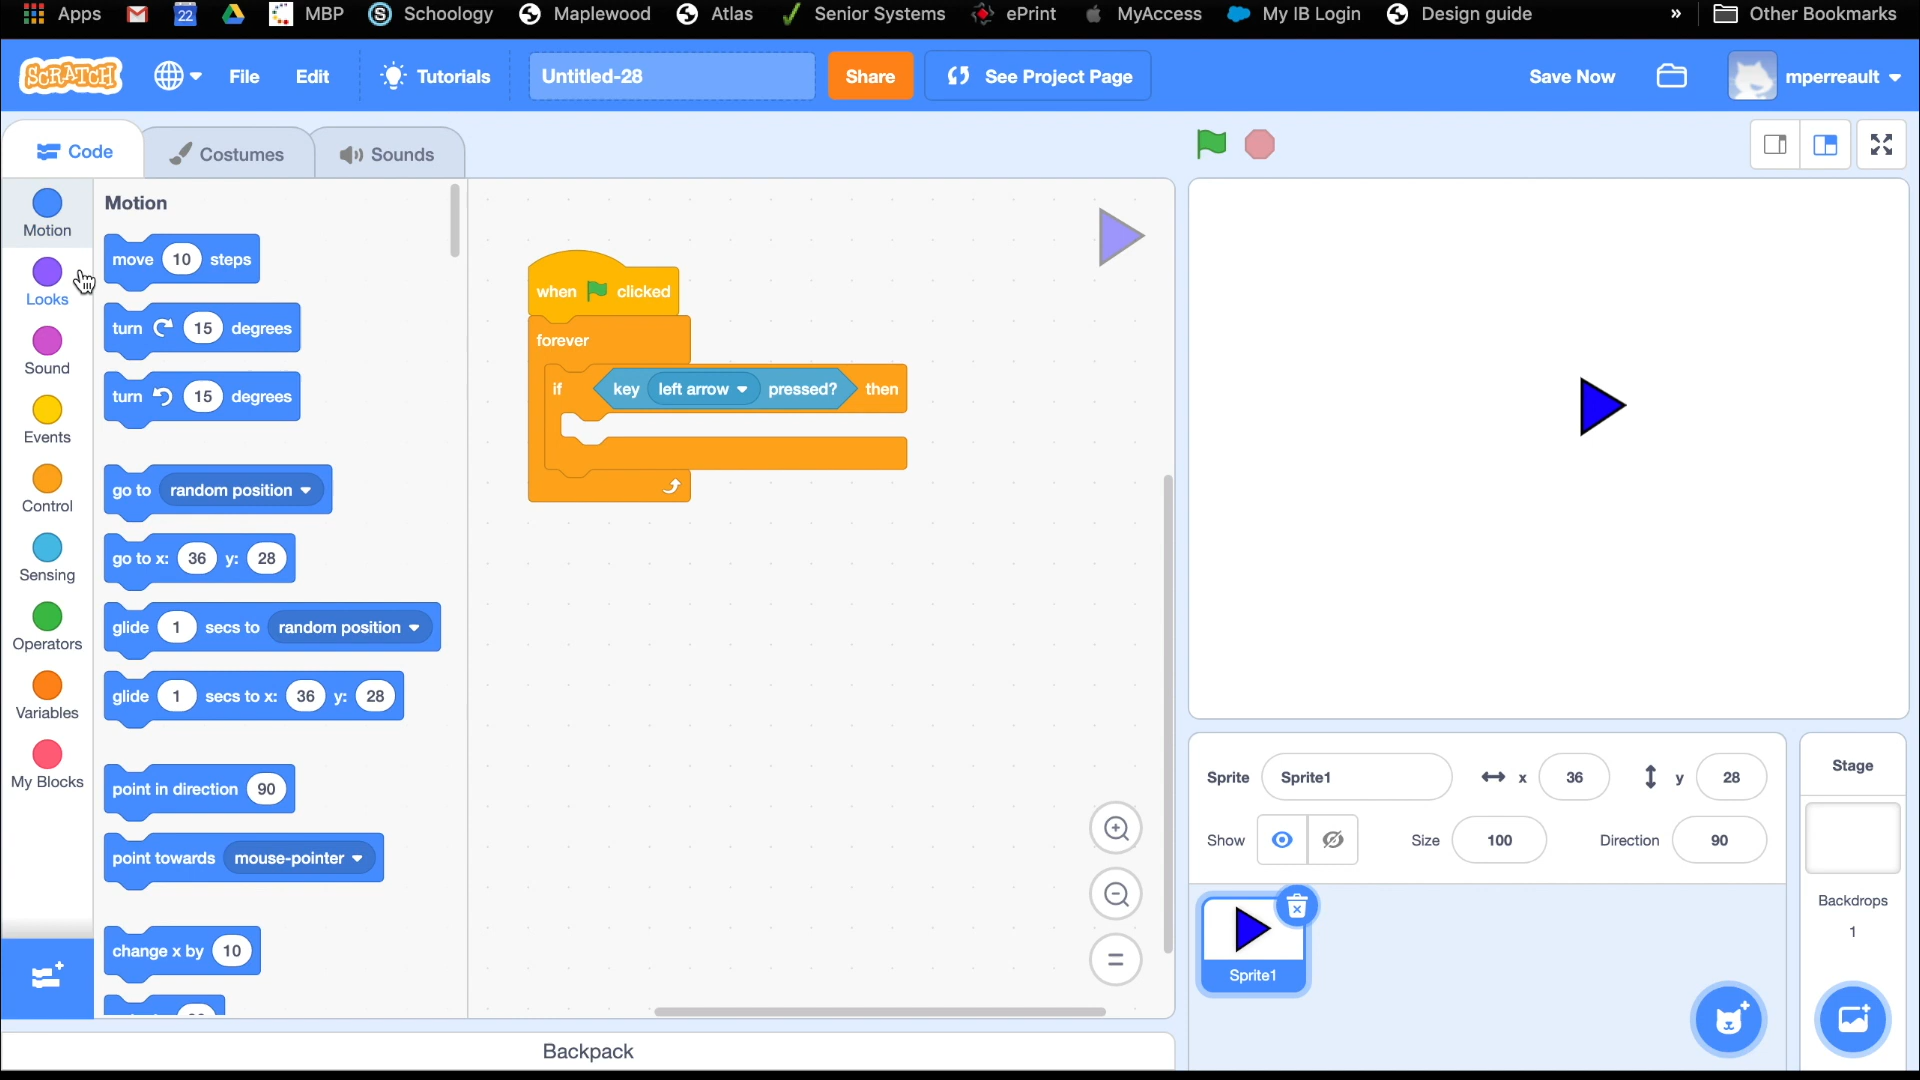 Apps 22 MBP Schoology Maplewood Atlas Senior Systems ePrint MyAccess My IB Login Design guide » Other Bookmarks
SCRATCH File Edit Tutorials Untitled-28 Share See Project Page Save Now mperreault
Code Costumes Sounds
Motion
Looks
Sound
Events
Control
Sensing
Operators
Variables
My Blocks
Motion
move 10 steps
turn 15 degrees
turn 15 degrees
go to random position
go to x: 36 y: 28
glide 1 secs to random position
glide 1 secs to x: 36 y: 28
point in direction 90
point towards mouse-pointer
change x by 10
when clicked
forever
if key left arrow pressed? then
Backpack
Sprite Sprite1 x 36 y 28
Show Size 100 Direction 90
Sprite1
Stage
Backdrops
1